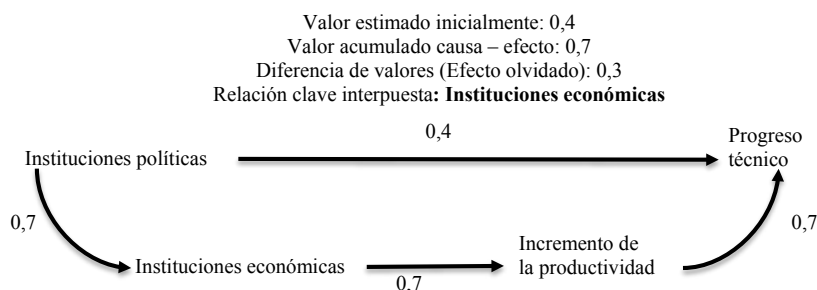 Valor estimado inicialmente: 0,4
Valor acumulado causa – efecto: 0,7
Diferencia de valores (Efecto olvidado): 0,3
Relación clave interpuesta: Instituciones económicas
0,4
Instituciones políticas
Progreso
técnico
0,7
0,7
Instituciones económicas
0,7
Incremento de
la productividad